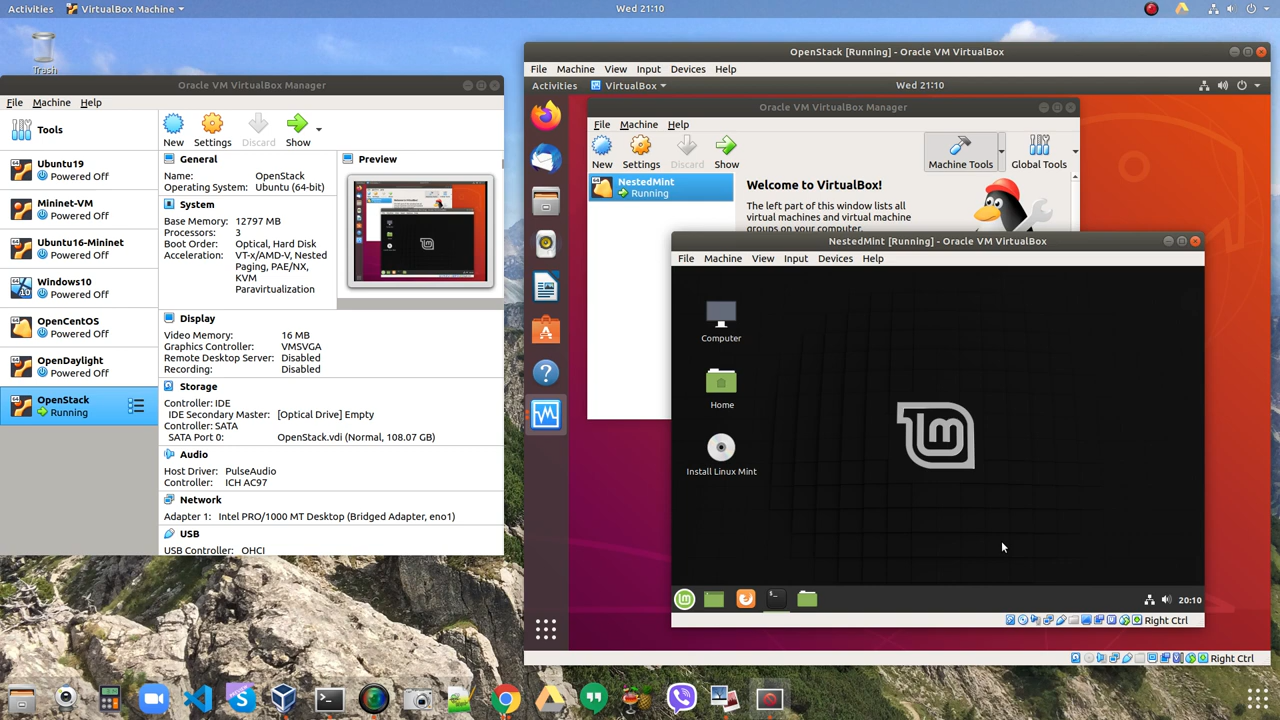 Activities
VirtualBox Machine
Wed 21:10
Trash
Oracle VM VirtualBox Manager
File Machine Help
Tools
New Settings Discard Show
Ubuntu19
Powered Off
Mininet-VM
Powered Off
Ubuntu16-Mininet
Powered Off
Windows10
Powered Off
OpenCentOS
Powered Off
OpenDaylight
Powered Off
OpenStack
Running
General
Name: OpenStack
Operating System: Ubuntu (64-bit)
System
Base Memory: 12797 MB
Processors: 3
Boot Order: Optical, Hard Disk
Acceleration: VT-x/AMD-V, Nested
Paging, PAE/NX,
KVM
Paravirtualization
Preview
Display
Video Memory: 16 MB
Graphics Controller: VMSVGA
Remote Desktop Server: Disabled
Recording: Disabled
Storage
Controller: IDE
IDE Secondary Master: [Optical Drive] Empty
Controller: SATA
SATA Port 0: OpenStack.vdi (Normal, 108.07 GB)
Audio
Host Driver: PulseAudio
Controller: ICH AC97
Network
Adapter 1: Intel PRO/1000 MT Desktop (Bridged Adapter, eno1)
USB
USB Controller: OHCI
OpenStack [Running] - Oracle VM VirtualBox
File Machine View Input Devices Help
Activities VirtualBox Wed 21:10
Oracle VM VirtualBox Manager
File Machine Help
New Settings Discard Show
Machine Tools Global Tools
NestedMint
Running
Welcome to VirtualBox!
The left part of this window lists all
virtual machines and virtual machine
groups on your computer.
NestedMint [Running] - Oracle VM VirtualBox
File Machine View Input Devices Help
Computer
Home
Install Linux Mint
20:10
Right Ctrl
Right Ctrl